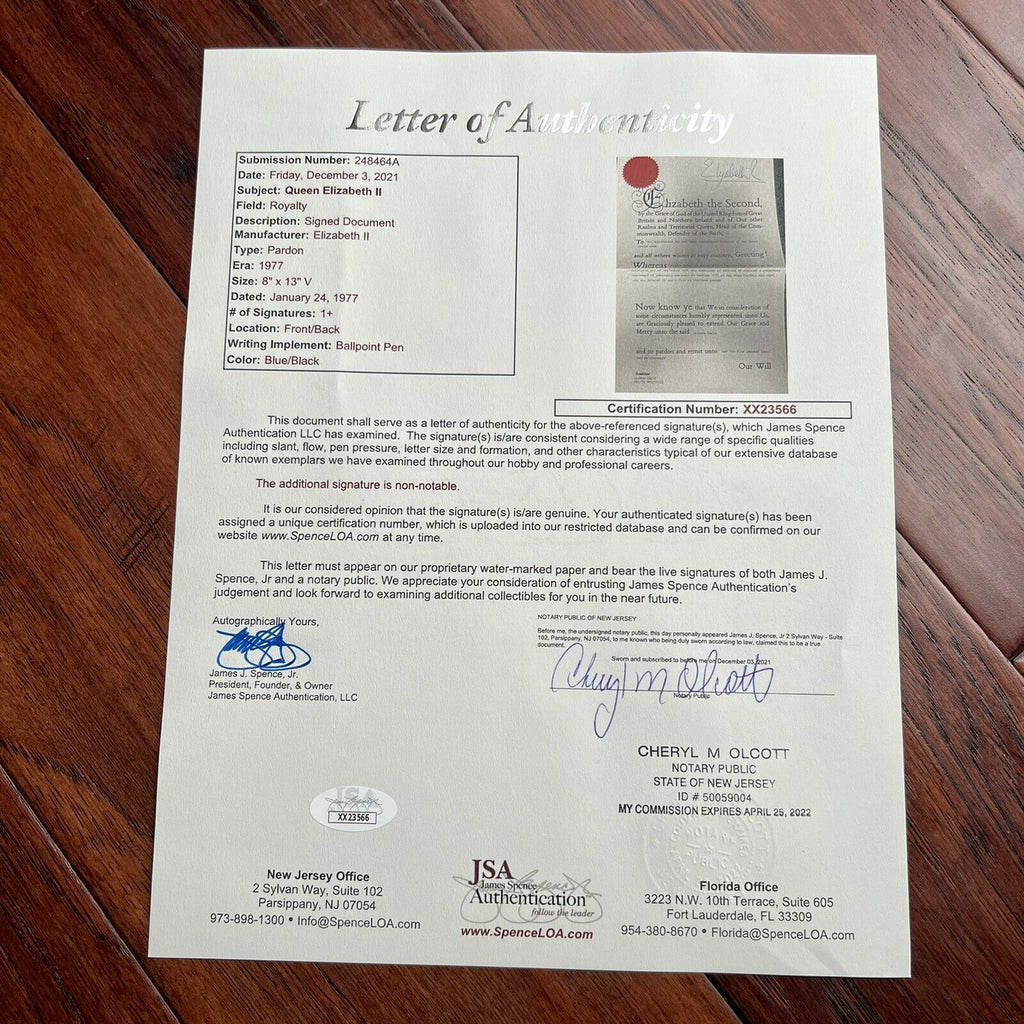 Letter of Authenticity
Submission Number: 248464A
Date: Friday, December 3, 2021
Subject: Queen Elizabeth II
Field: Royalty
Description: Signed Document
Manufacturer: Elizabeth II
Type: Pardon
Era: 1977
Size: 8" x 13" V
Dated: January 24, 1977
# of Signatures: 1+
Location: Front/Back
Writing Implement: Ballpoint Pen
Color: Blue/Black
Elizabeth R
Elizabeth the Second,
by the Grace of God of the United Kingdom of Great
Britain and Northern Ireland and of Our other
Realms and Territories Queen, Head of the Com-
monwealth, Defender of the Faith,
To
and all others whom it may concern, Greeting!
Whereas
Now know ye that We in consideration of
some circumstances humbly represented unto Us,
are Graciously pleased to extend Our Grace and
Mercy unto the said
and to pardon and remit unto
Our Will
Certification Number: XX23566
This document shall serve as a letter of authenticity for the above-referenced signature(s), which James Spence
Authentication LLC has examined. The signature(s) is/are consistent considering a wide range of specific qualities
including slant, flow, pen pressure, letter size and formation, and other characteristics typical of our extensive database
of known exemplars we have examined throughout our hobby and professional careers.
The additional signature is non-notable.
It is our considered opinion that the signature(s) is/are genuine. Your authenticated signature(s) has been
assigned a unique certification number, which is uploaded into our restricted database and can be confirmed on our
website www.SpenceLOA.com at any time.
This letter must appear on our proprietary water-marked paper and bear the live signatures of both James J.
Spence, Jr and a notary public. We appreciate your consideration of entrusting James Spence Authentication's
judgement and look forward to examining additional collectibles for you in the near future.
Autographically Yours,
James J. Spence, Jr.
President, Founder, & Owner
James Spence Authentication, LLC
NOTARY PUBLIC OF NEW JERSEY
Before me, the undersigned notary public, this day personally appeared James J. Spence, Jr 2 Sylvan Way - Suite
102, Parsippany, NJ 07054, to me known who being duly sworn according to law, claimed this to be a true
document.
Sworn and subscribed to before me on December 03, 2021
Cheryl M Olcott
Notary Public
CHERYL M OLCOTT
NOTARY PUBLIC
STATE OF NEW JERSEY
ID # 50059004
MY COMMISSION EXPIRES APRIL 25, 2022
NOTARY
PUBLIC
JSA
XX23566
New Jersey Office
2 Sylvan Way, Suite 102
Parsippany, NJ 07054
973-898-1300 • Info@SpenceLOA.com
JSA
James Spence
Authentication
follow the leader
www.SpenceLOA.com
Florida Office
3223 N.W. 10th Terrace, Suite 605
Fort Lauderdale, FL 33309
954-380-8670 • Florida@SpenceLOA.com